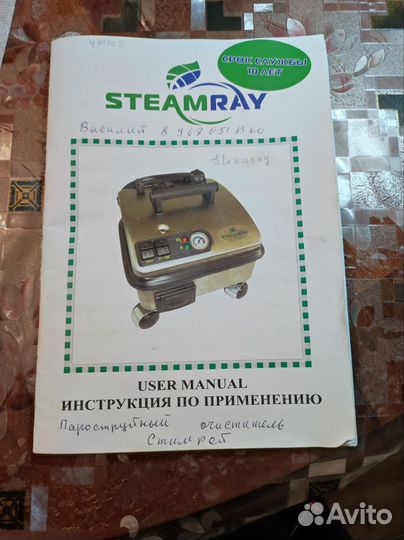 СРОК СЛУЖБЫ
10 ЛЕТ
STEAMRAY
Василий 8 967 051 13 60
Steamray
STEAMRAY
USER MANUAL
ИНСТРУКЦИЯ ПО ПРИМЕНЕНИЮ
Пароструйный очиститель
Стимрей
Avito